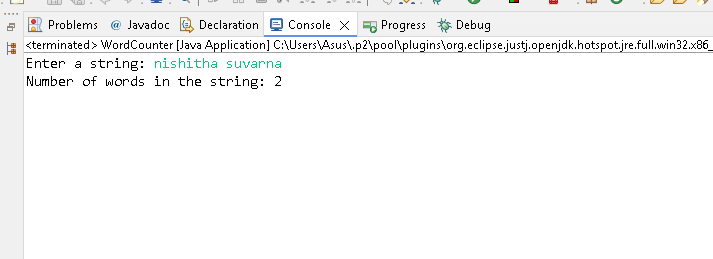 Problems @ Javadoc Declaration Console Progress Debug
<terminated> WordCounter [Java Application] C:\Users\Asus\.p2\pool\plugins\org.eclipse.justj.openjdk.hotspot.jre.full.win32.x86_
Enter a string: nishitha suvarna
Number of words in the string: 2